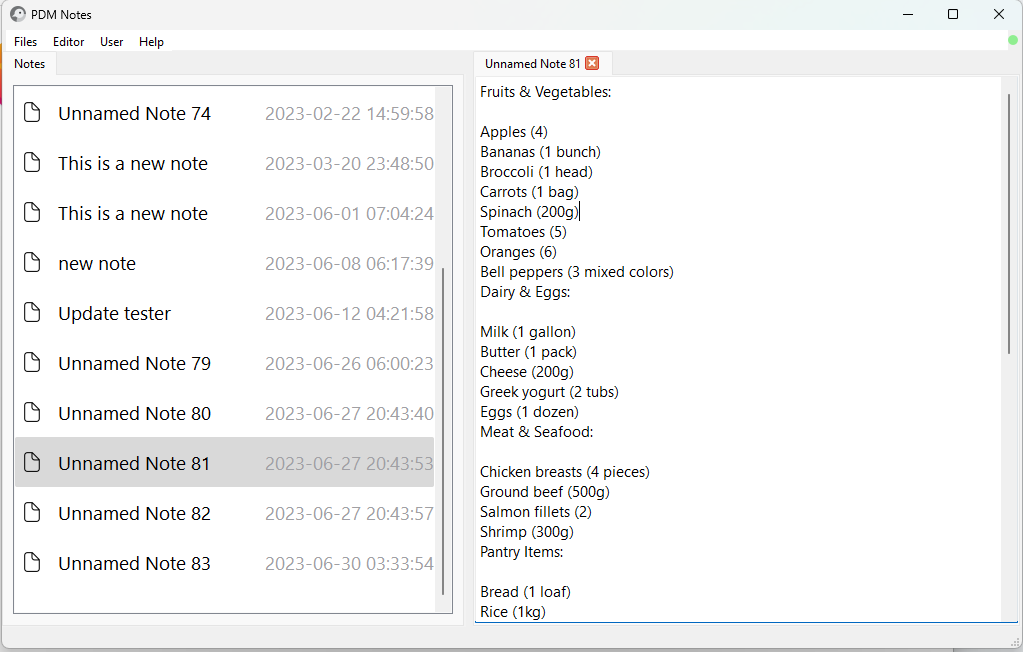 PDM Notes
Files Editor User Help
Notes
Unnamed Note 74 2023-02-22 14:59:58
This is a new note 2023-03-20 23:48:50
This is a new note 2023-06-01 07:04:24
new note 2023-06-08 06:17:39
Update tester 2023-06-12 04:21:58
Unnamed Note 79 2023-06-26 06:00:23
Unnamed Note 80 2023-06-27 20:43:40
Unnamed Note 81 2023-06-27 20:43:53
Unnamed Note 82 2023-06-27 20:43:57
Unnamed Note 83 2023-06-30 03:33:54
Unnamed Note 81
Fruits & Vegetables:
Apples (4)
Bananas (1 bunch)
Broccoli (1 head)
Carrots (1 bag)
Spinach (200g)
Tomatoes (5)
Oranges (6)
Bell peppers (3 mixed colors)
Dairy & Eggs:
Milk (1 gallon)
Butter (1 pack)
Cheese (200g)
Greek yogurt (2 tubs)
Eggs (1 dozen)
Meat & Seafood:
Chicken breasts (4 pieces)
Ground beef (500g)
Salmon fillets (2)
Shrimp (300g)
Pantry Items:
Bread (1 loaf)
Rice (1kg)